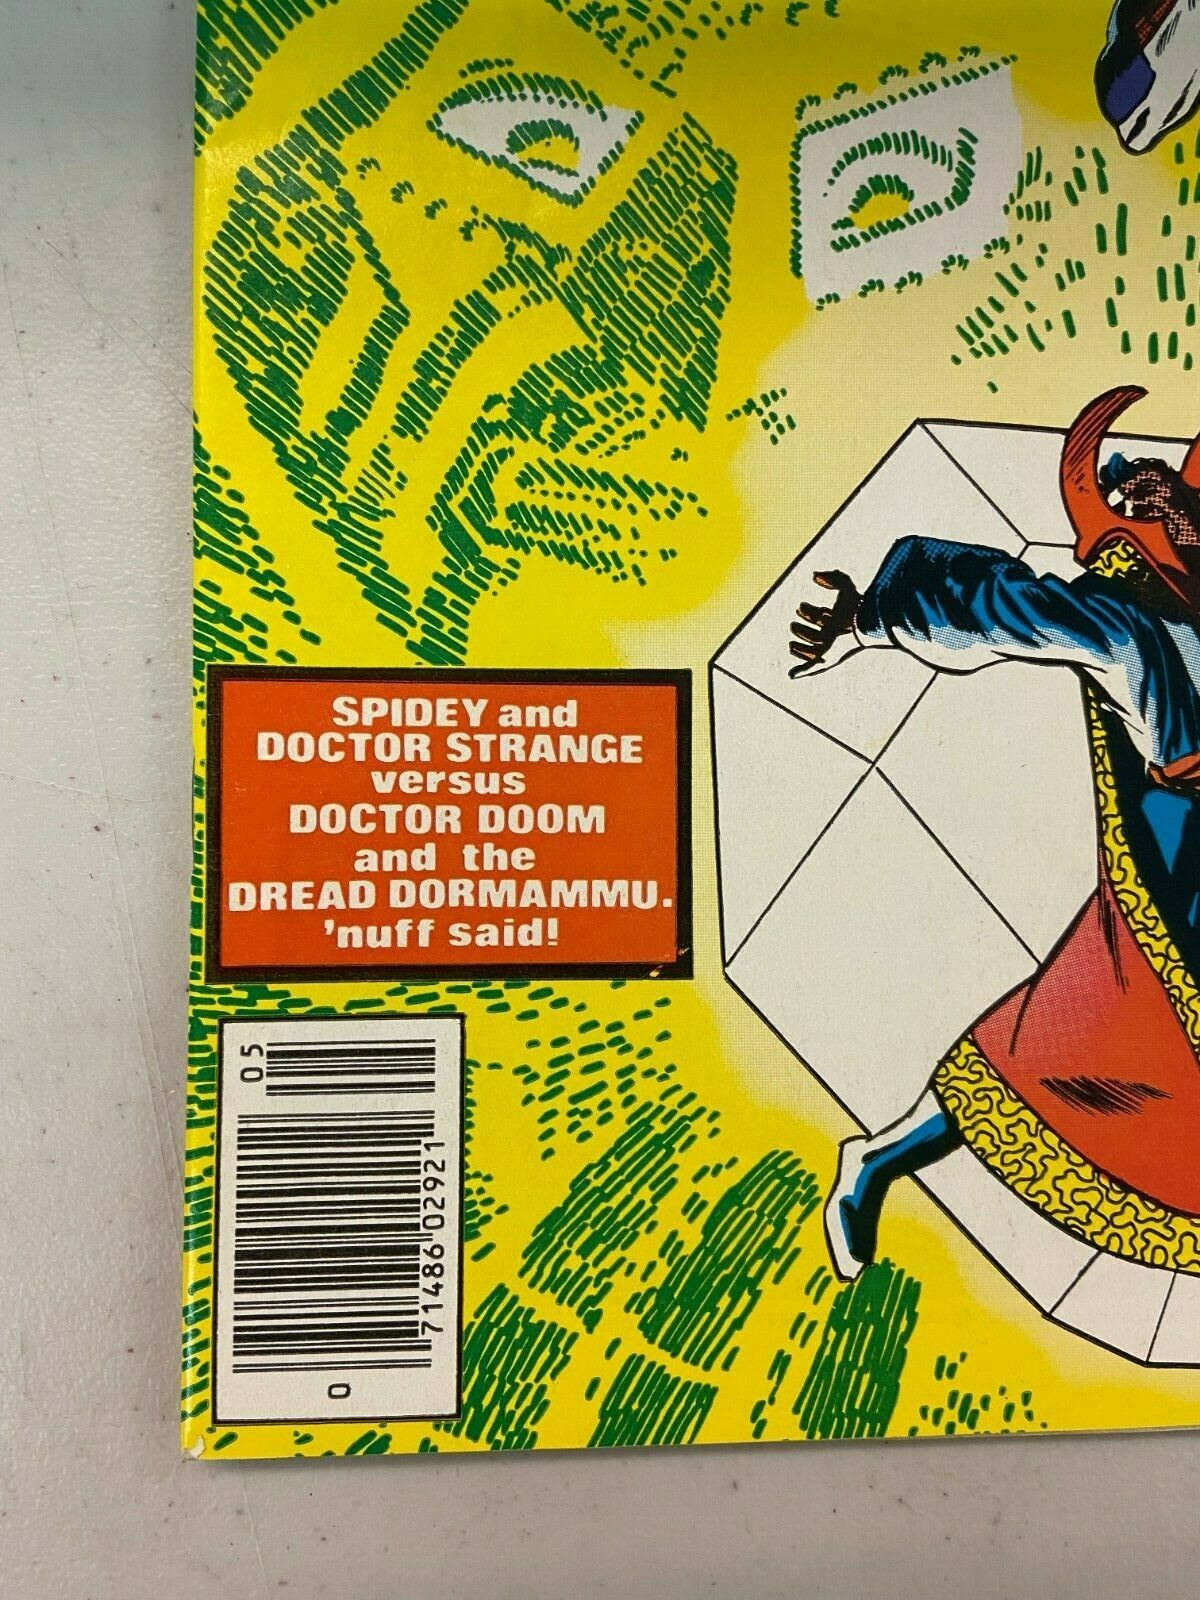 SPIDEY and
DOCTOR STRANGE
versus
DOCTOR DOOM
and the
DREAD DORMAMMU.
'nuff said!
05
0
71486 02921